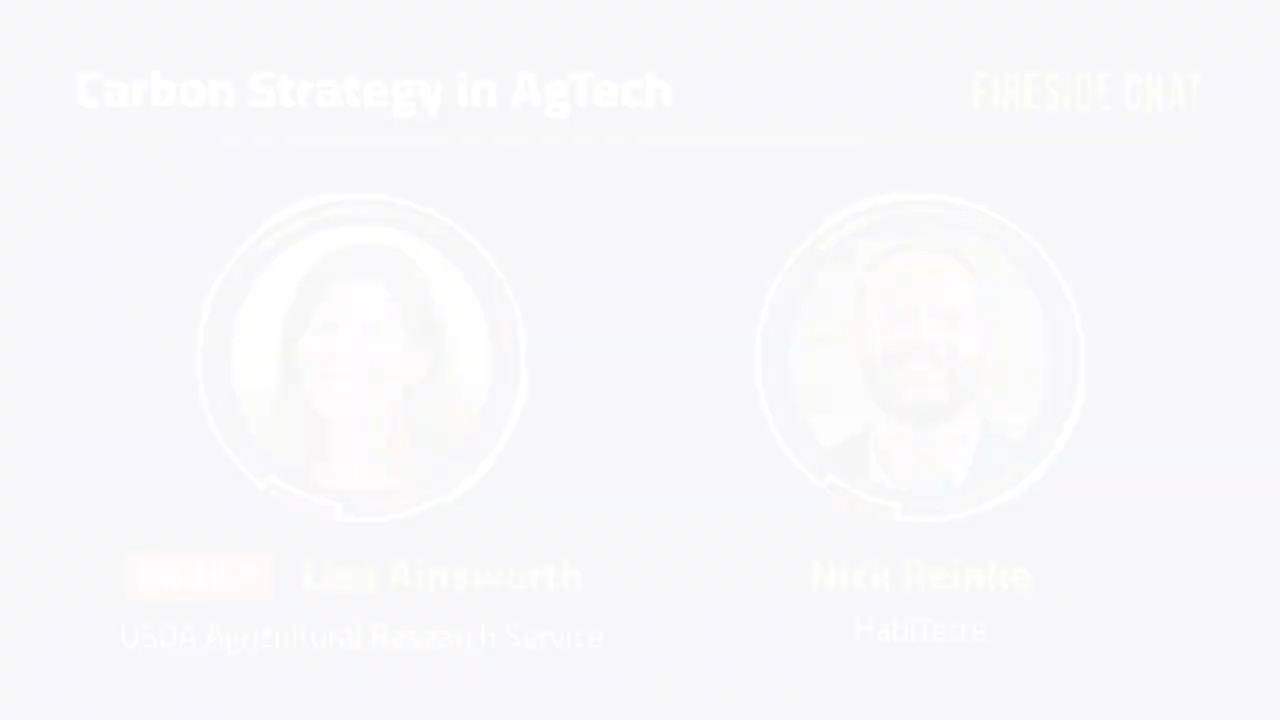 Carbon Strategy in AgTech
FIRESIDE CHAT
Lisa Ainsworth
Nick Reinke
USDA Agricultural Research Service
HabiTerre